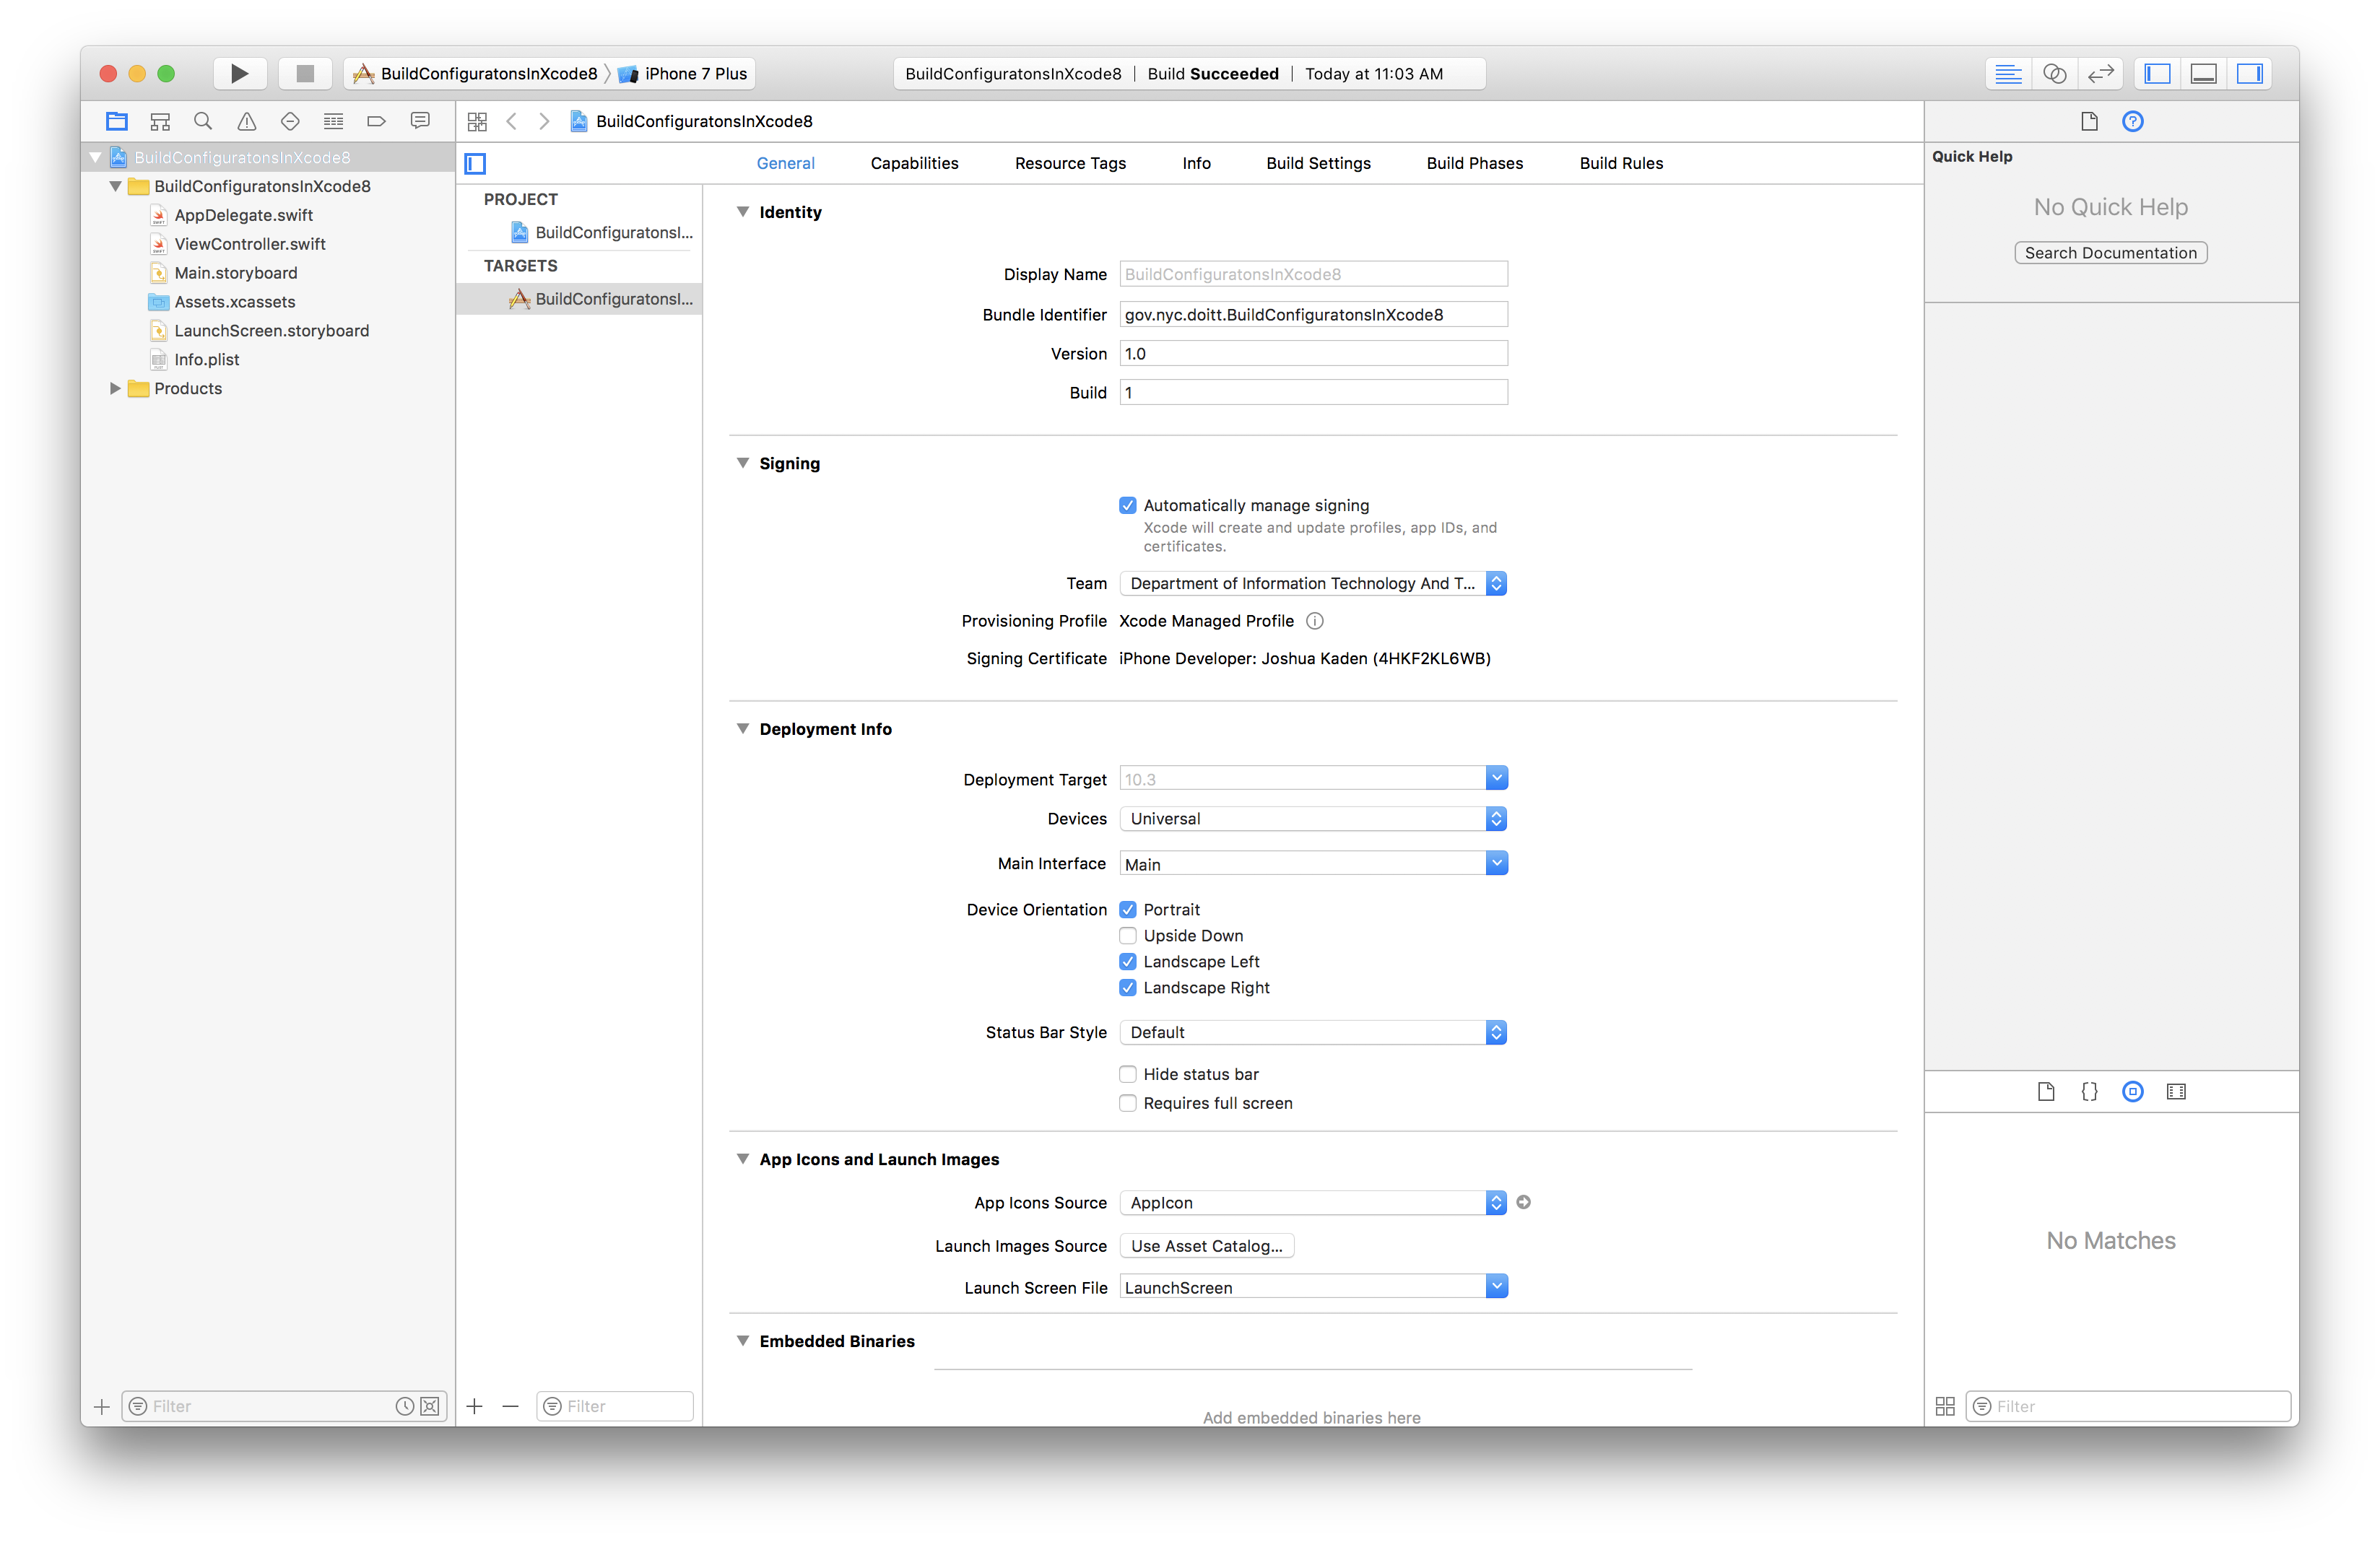 BuildConfiguratonsInXcode8 iPhone 7 Plus
BuildConfiguratonsInXcode8 | Build Succeeded | Today at 11:03 AM
BuildConfiguratonsInXcode8
BuildConfiguratonsInXcode8
BuildConfiguratonsInXcode8
AppDelegate.swift
ViewController.swift
Main.storyboard
Assets.xcassets
LaunchScreen.storyboard
Info.plist
Products
Filter
General Capabilities Resource Tags Info Build Settings Build Phases Build Rules
PROJECT
BuildConfiguratonsI...
TARGETS
BuildConfiguratonsI...
Filter
Identity
Display Name BuildConfiguratonsInXcode8
Bundle Identifier gov.nyc.doitt.BuildConfiguratonsInXcode8
Version 1.0
Build 1
Signing
Automatically manage signing
Xcode will create and update profiles, app IDs, and
certificates.
Team Department of Information Technology And T...
Provisioning Profile Xcode Managed Profile
Signing Certificate iPhone Developer: Joshua Kaden (4HKF2KL6WB)
Deployment Info
Deployment Target 10.3
Devices Universal
Main Interface Main
Device Orientation Portrait
Upside Down
Landscape Left
Landscape Right
Status Bar Style Default
Hide status bar
Requires full screen
App Icons and Launch Images
App Icons Source AppIcon
Launch Images Source Use Asset Catalog...
Launch Screen File LaunchScreen
Embedded Binaries
Add embedded binaries here
Quick Help
No Quick Help
Search Documentation
No Matches
Filter